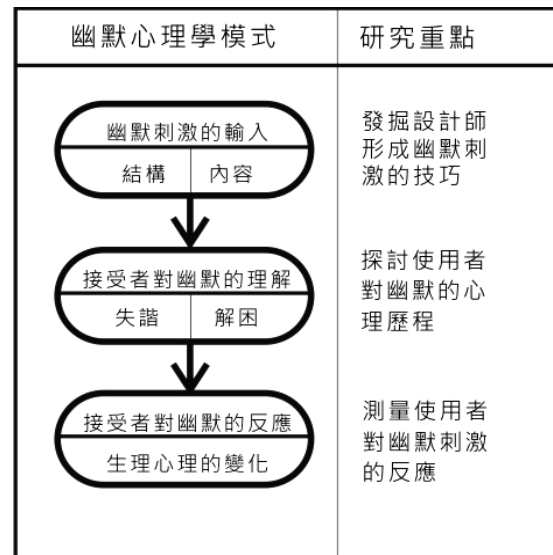 幽默心理學模式
研究重點
幽默刺激的輸入
結構
內容
發掘設計師
形成幽默刺
激的技巧
接受者對幽默的理解
失諧
解困
探討使用者
對幽默的心
理歷程
接受者對幽默的反應
生理心理的變化
測量使用者
對幽默刺激
的反應